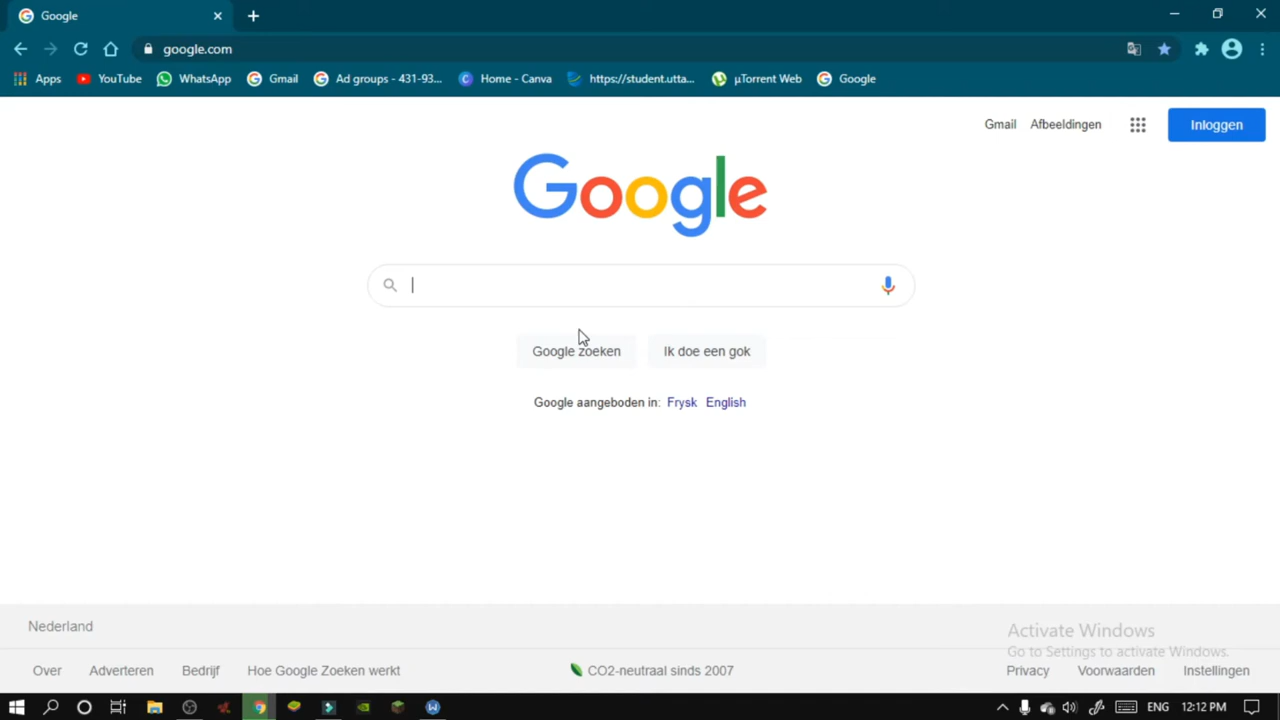 Google
google.com
Apps YouTube WhatsApp Gmail Ad groups - 431-93... Home - Canva https://student.utta... µTorrent Web Google
Gmail Afbeeldingen Inloggen
Google
Google zoeken Ik doe een gok
Google aangeboden in: Frysk English
Nederland
Activate Windows
Go to Settings to activate Windows.
Over Adverteren Bedrijf Hoe Google Zoeken werkt CO2-neutraal sinds 2007 Privacy Voorwaarden Instellingen
ENG 12:12 PM